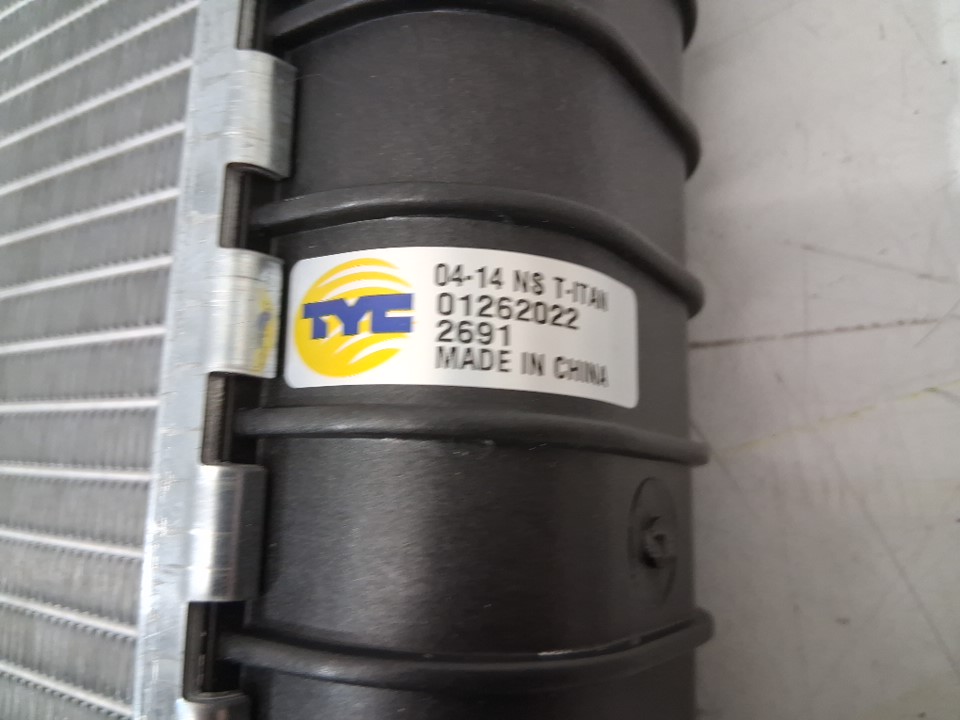 TYC
04-14 NS T-ITAN
01262022
2691
MADE IN CHINA